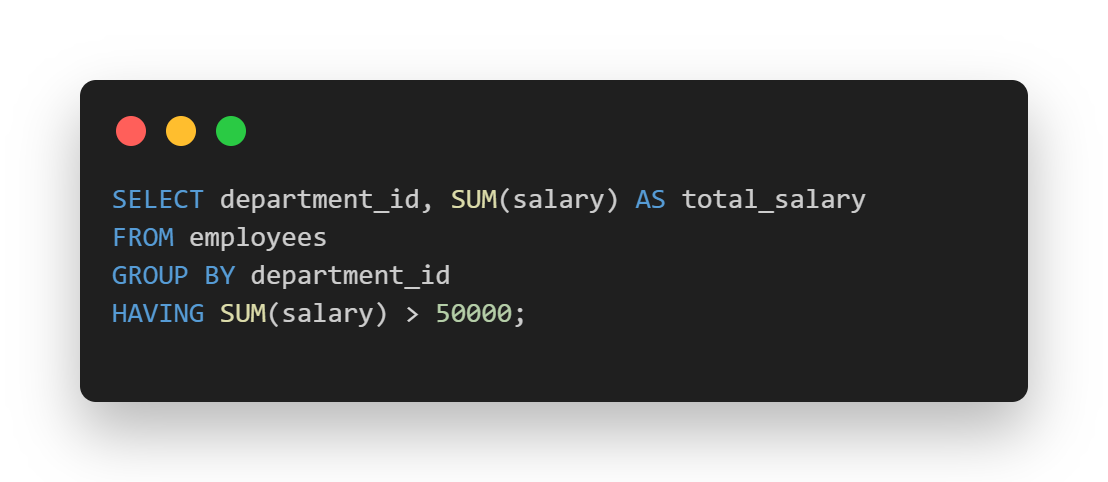 SELECT department_id, SUM(salary) AS total_salary
FROM employees
GROUP BY department_id
HAVING SUM(salary) > 50000;